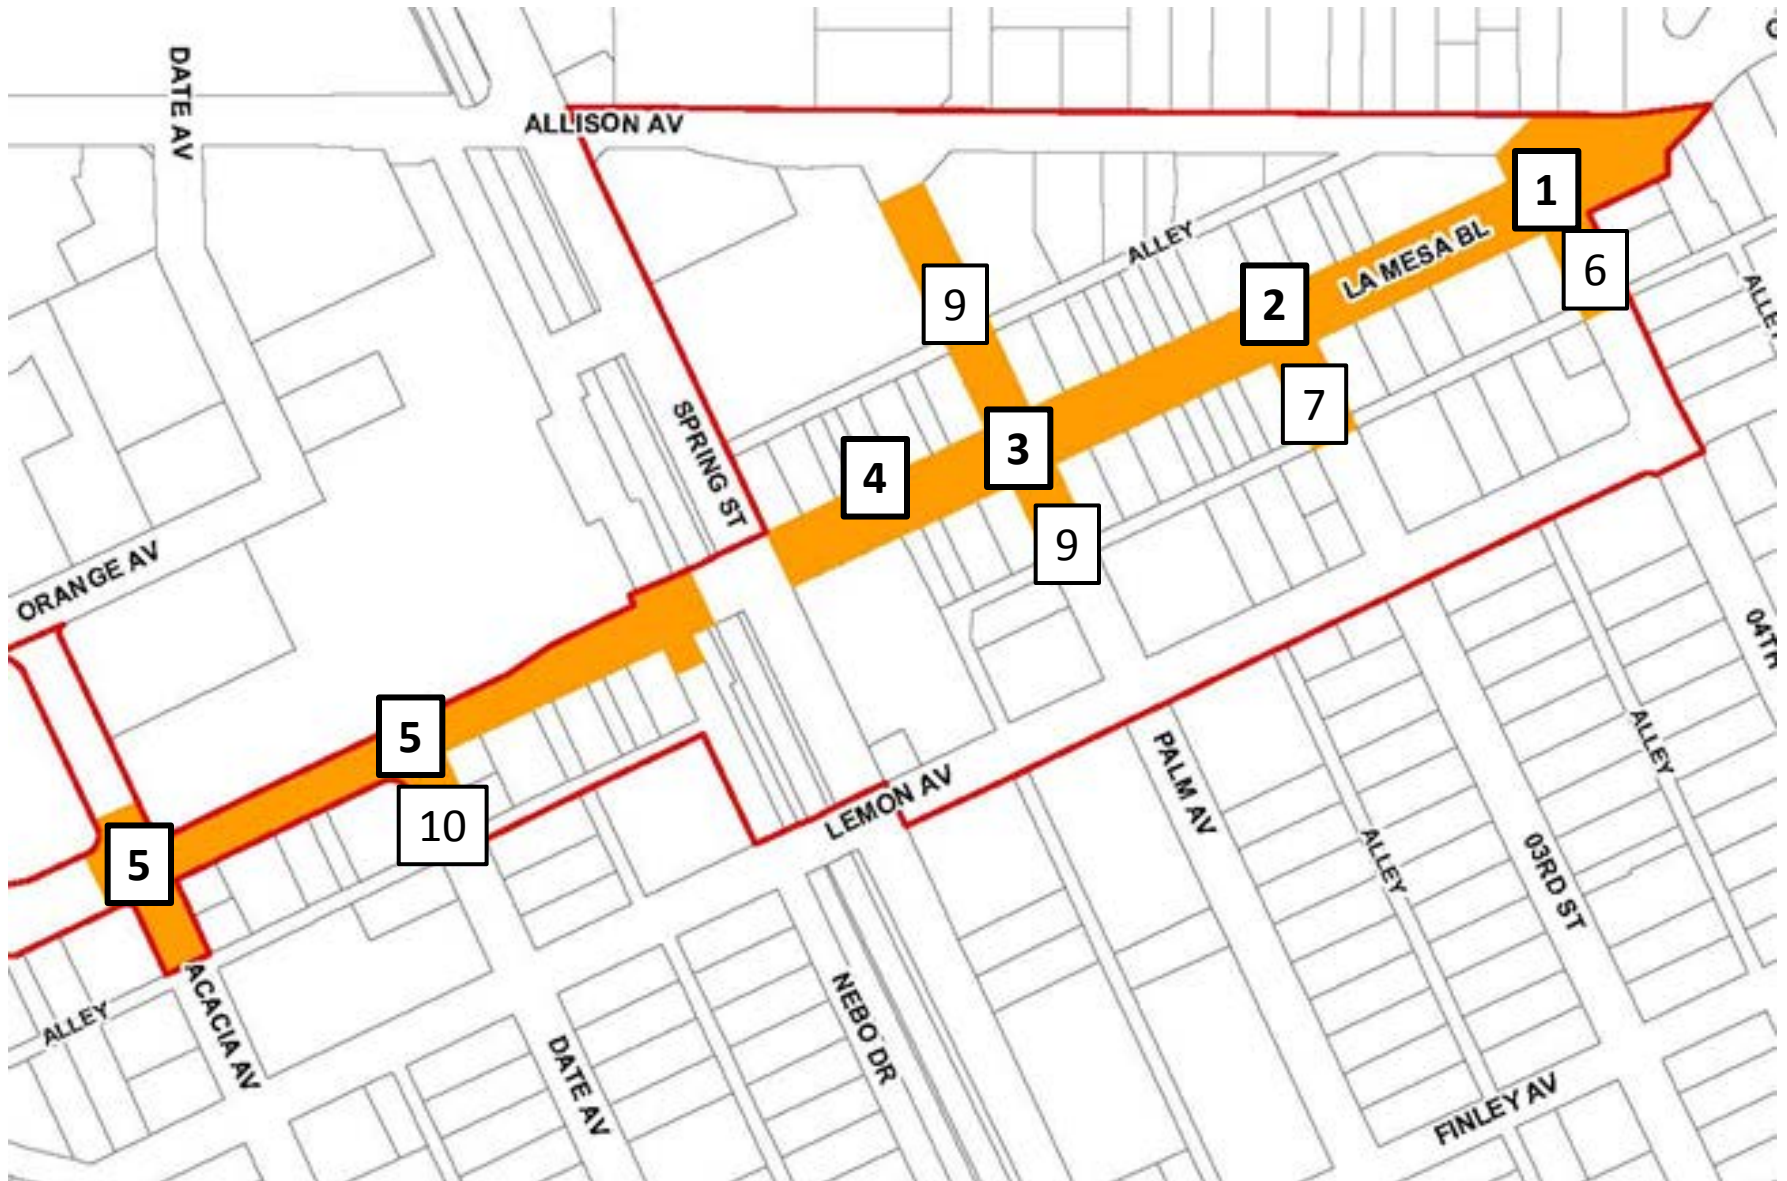 DATE AV
ALLISON AV
1
ALLEY
LA MESA BL
6
9
2
ALLEY
7
SPRING ST
3
4
9
ORANGE AV
04TH
5
PALM AV
ALLEY
LEMON AV
10
5
ALLEY
03RD ST
ACACIA AV
ALLEY
NEBO DR
DATE AV
FINLEY AV